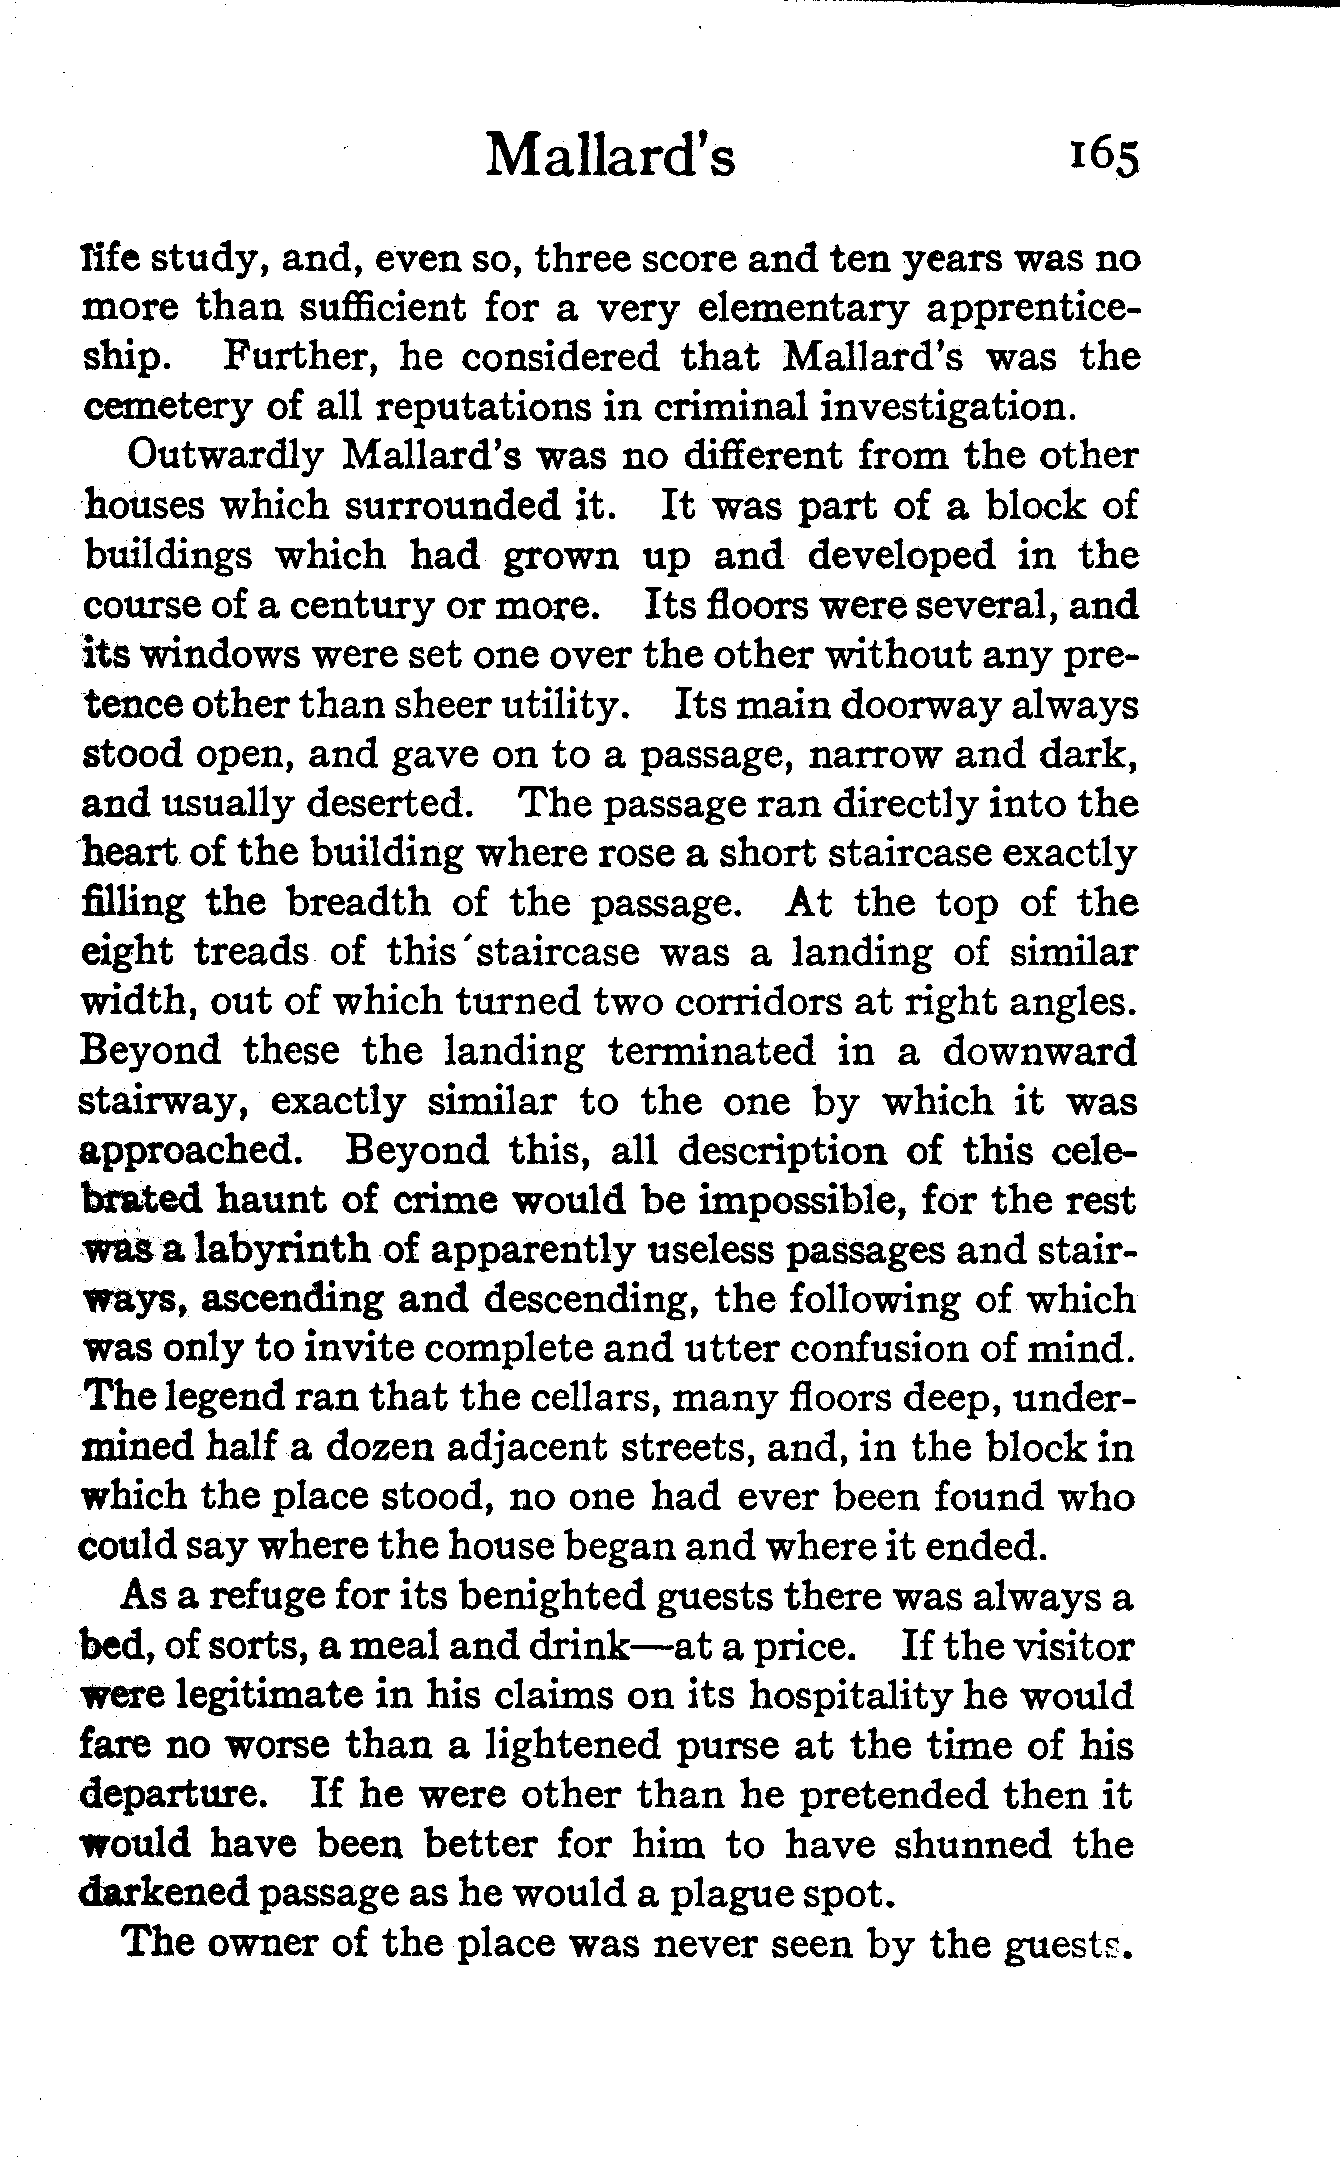 Mallard's 165
life study, and, even so, three score and ten years was no
more than sufficient for a very elementary apprentice-
ship. Further, he considered that Mallard's was the
cemetery of all reputations in criminal investigation.
Outwardly Mallard's was no different from the other
houses which surrounded it. It was part of a block of
buildings which had grown up and developed in the
course of a century or more. Its floors were several, and
its windows were set one over the other without any pre-
tence other than sheer utility. Its main doorway always
stood open, and gave on to a passage, narrow and dark,
and usually deserted. The passage ran directly into the
heart of the building where rose a short staircase exactly
filling the breadth of the passage. At the top of the
eight treads of this staircase was a landing of similar
width, out of which turned two corridors at right angles.
Beyond these the landing terminated in a downward
stairway, exactly similar to the one by which it was
approached. Beyond this, all description of this cele-
brated haunt of crime would be impossible, for the rest
was a labyrinth of apparently useless passages and stair-
ways, ascending and descending, the following of which
was only to invite complete and utter confusion of mind.
The legend ran that the cellars, many floors deep, under-
mined half a dozen adjacent streets, and, in the block in
which the place stood, no one had ever been found who
could say where the house began and where it ended.
As a refuge for its benighted guests there was always a
bed, of sorts, a meal and drink—at a price. If the visitor
were legitimate in his claims on its hospitality he would
fare no worse than a lightened purse at the time of his
departure. If he were other than he pretended then it
would have been better for him to have shunned the
darkened passage as he would a plague spot.
The owner of the place was never seen by the guests.